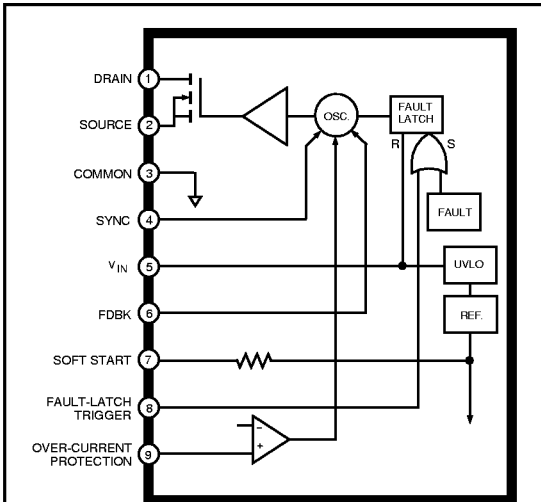 DRAIN 1
SOURCE 2
COMMON 3
SYNC 4
VIN 5
FDBK 6
SOFT START 7
FAULT-LATCH
TRIGGER 8
OVER-CURRENT
PROTECTION 9
OSC.
FAULT
LATCH
R S
FAULT
UVLO
REF.
−
+